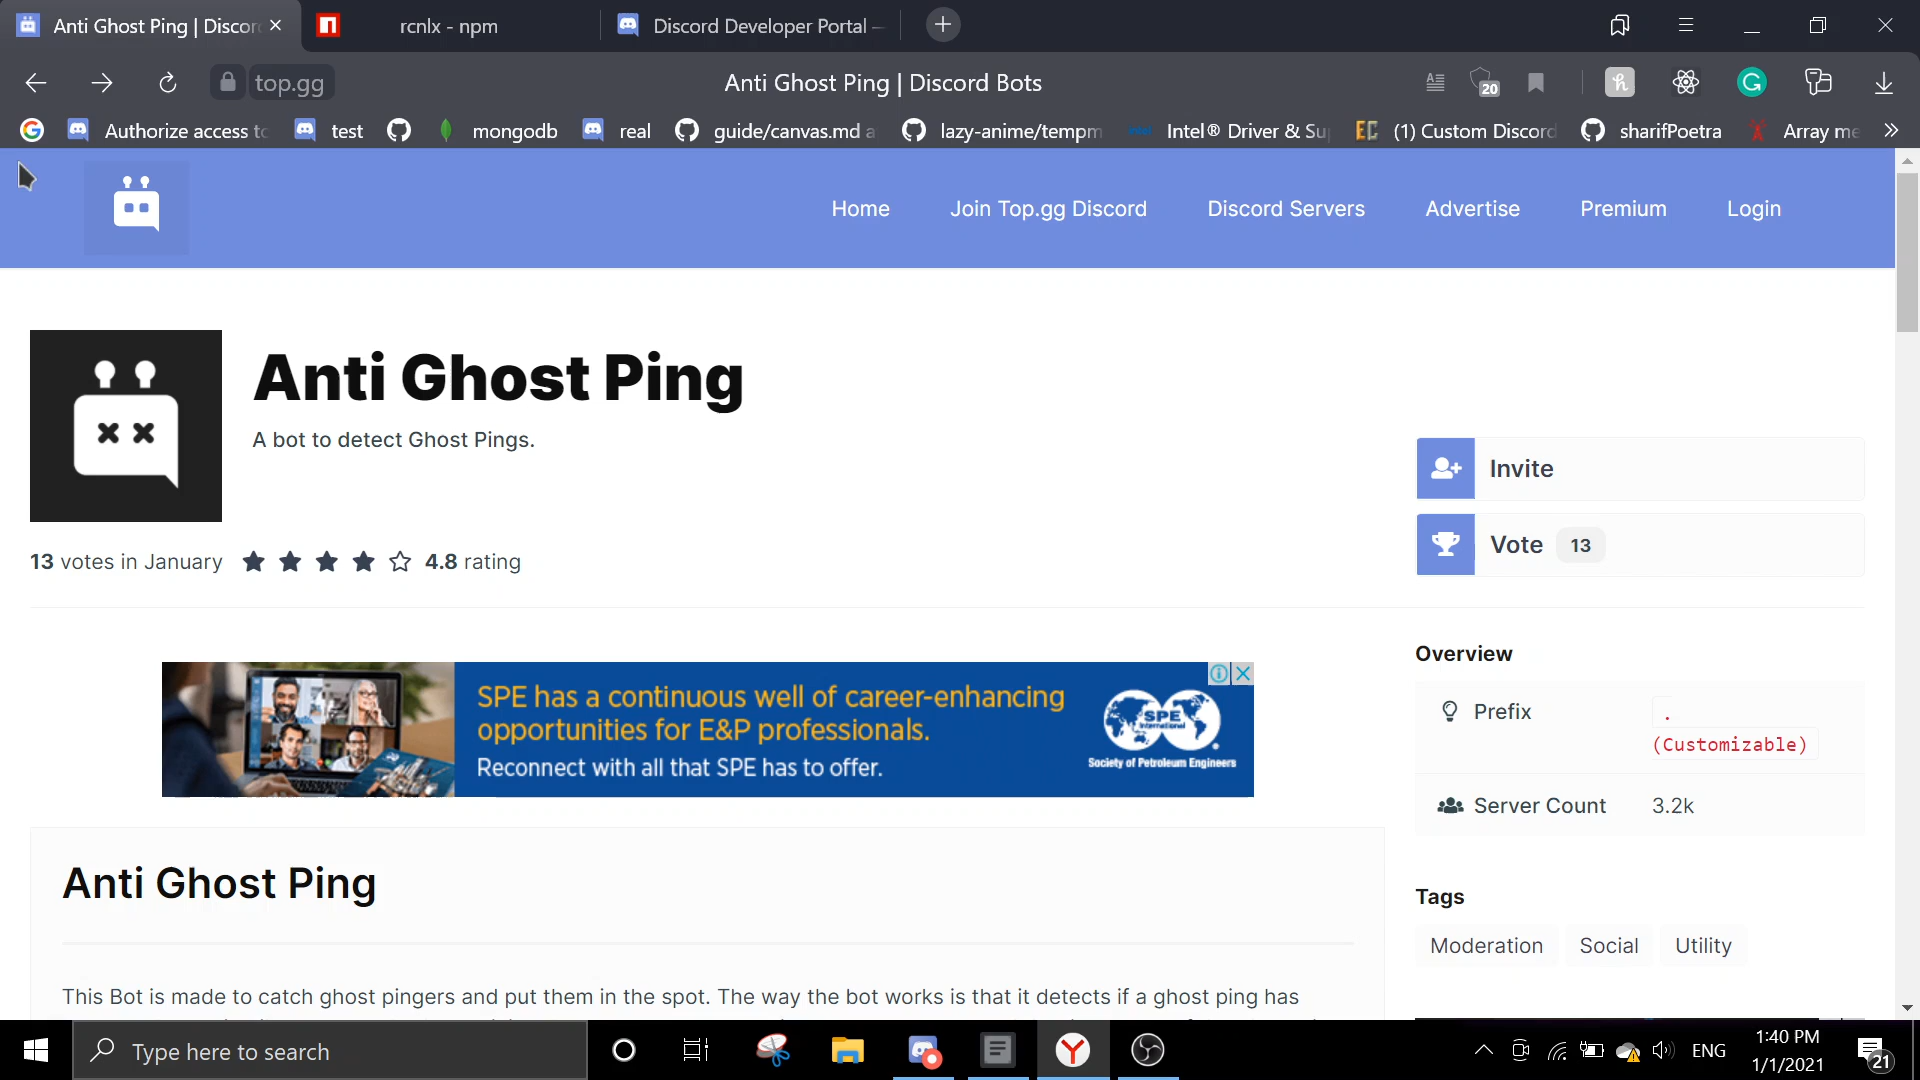 Anti Ghost Ping | Discor
rcnlx - npm
Discord Developer Portal —
top.gg
Anti Ghost Ping | Discord Bots
20
Authorize access to
test
mongodb
real
guide/canvas.md a
lazy-anime/tempm
Intel® Driver & Su
(1) Custom Discord
sharifPoetra
Array me
Home
Join Top.gg Discord
Discord Servers
Advertise
Premium
Login
Anti Ghost Ping
A bot to detect Ghost Pings.
13 votes in January
4.8 rating
Invite
Vote 13
SPE has a continuous well of career-enhancing
opportunities for E&P professionals.
Reconnect with all that SPE has to offer.
SPE
International
Society of Petroleum Engineers
Overview
Prefix
.
(Customizable)
Server Count 3.2k
Tags
Moderation
Social
Utility
Anti Ghost Ping
This Bot is made to catch ghost pingers and put them in the spot. The way the bot works is that it detects if a ghost ping has
Type here to search
ENG
1:40 PM
1/1/2021
21